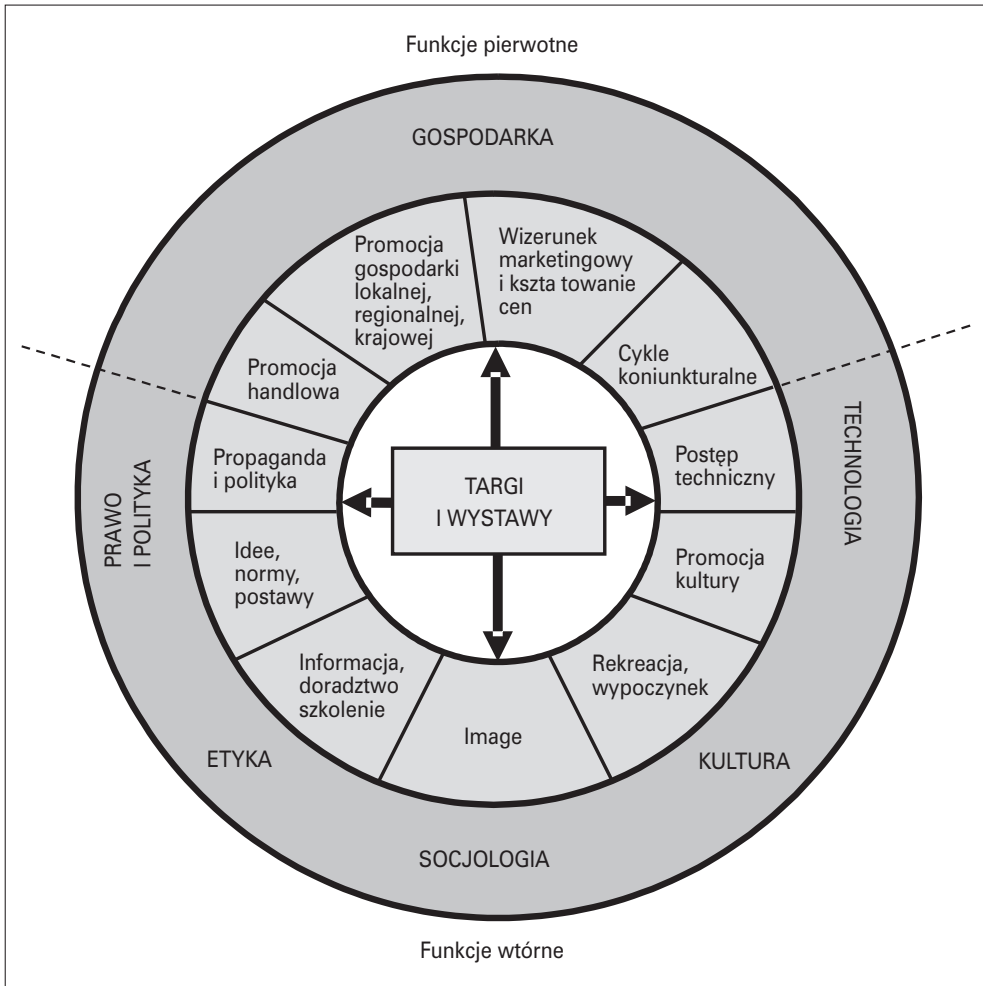 Funkcje pierwotne
GOSPODARKA
Promocja
gospodarki
lokalnej,
regionalnej,
krajowej
Wizerunek
marketingowy
i kszta towanie
cen
Promocja
handlowa
Cykle
koniunkturalne
Propaganda
i polityka
TARGI
I WYSTAWY
Postęp
techniczny
TECHNOLOGIA
PRAWO
I POLITYKA
Idee,
normy,
postawy
Promocja
kultury
Informacja,
doradztwo
szkolenie
Image
Rekreacja,
wypoczynek
ETYKA
KULTURA
SOCJOLOGIA
Funkcje wtórne